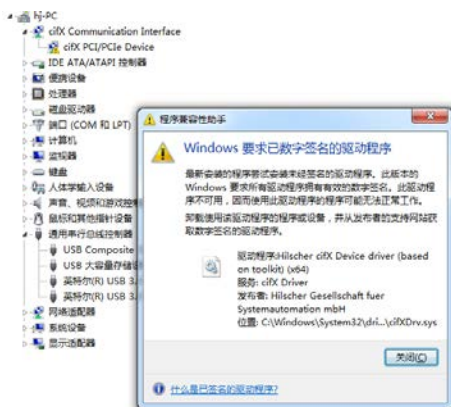 hj-PC
cifX Communication Interface
cifX PCI/PCIe Device
IDE ATA/ATAPI 控制器
便携设备
处理器
磁盘驱动器
端口 (COM 和 LPT)
计算机
监视器
键盘
人体学输入设备
声音、视频和游戏控
鼠标和其他指针设备
通用串行总线控制器
USB Composite
USB 大容量存储
英特尔(R) USB 3.
英特尔(R) USB 3.
网络适配器
系统设备
显示适配器
程序兼容性助手
Windows 要求已数字签名的驱动程序
最新安装的程序尝试安装未经签名的驱动程序。此版本的
Windows 要求所有驱动程序拥有有效的数字签名。此驱动程
序不可用，因而使用此驱动程序的程序可能无法正常工作。
卸载使用该驱动程序的程序或设备，并从发布者的支持网站获
取数字签名的驱动程序。
驱动程序:Hilscher cifX Device driver (based
on toolkit) (x64)
服务: cifX Driver
发布者: Hilscher Gesellschaft fuer
Systemautomation mbH
位置: C:\Windows\System32\dri...\cifXDrv.sys
关闭(C)
什么是已签名的驱动程序?